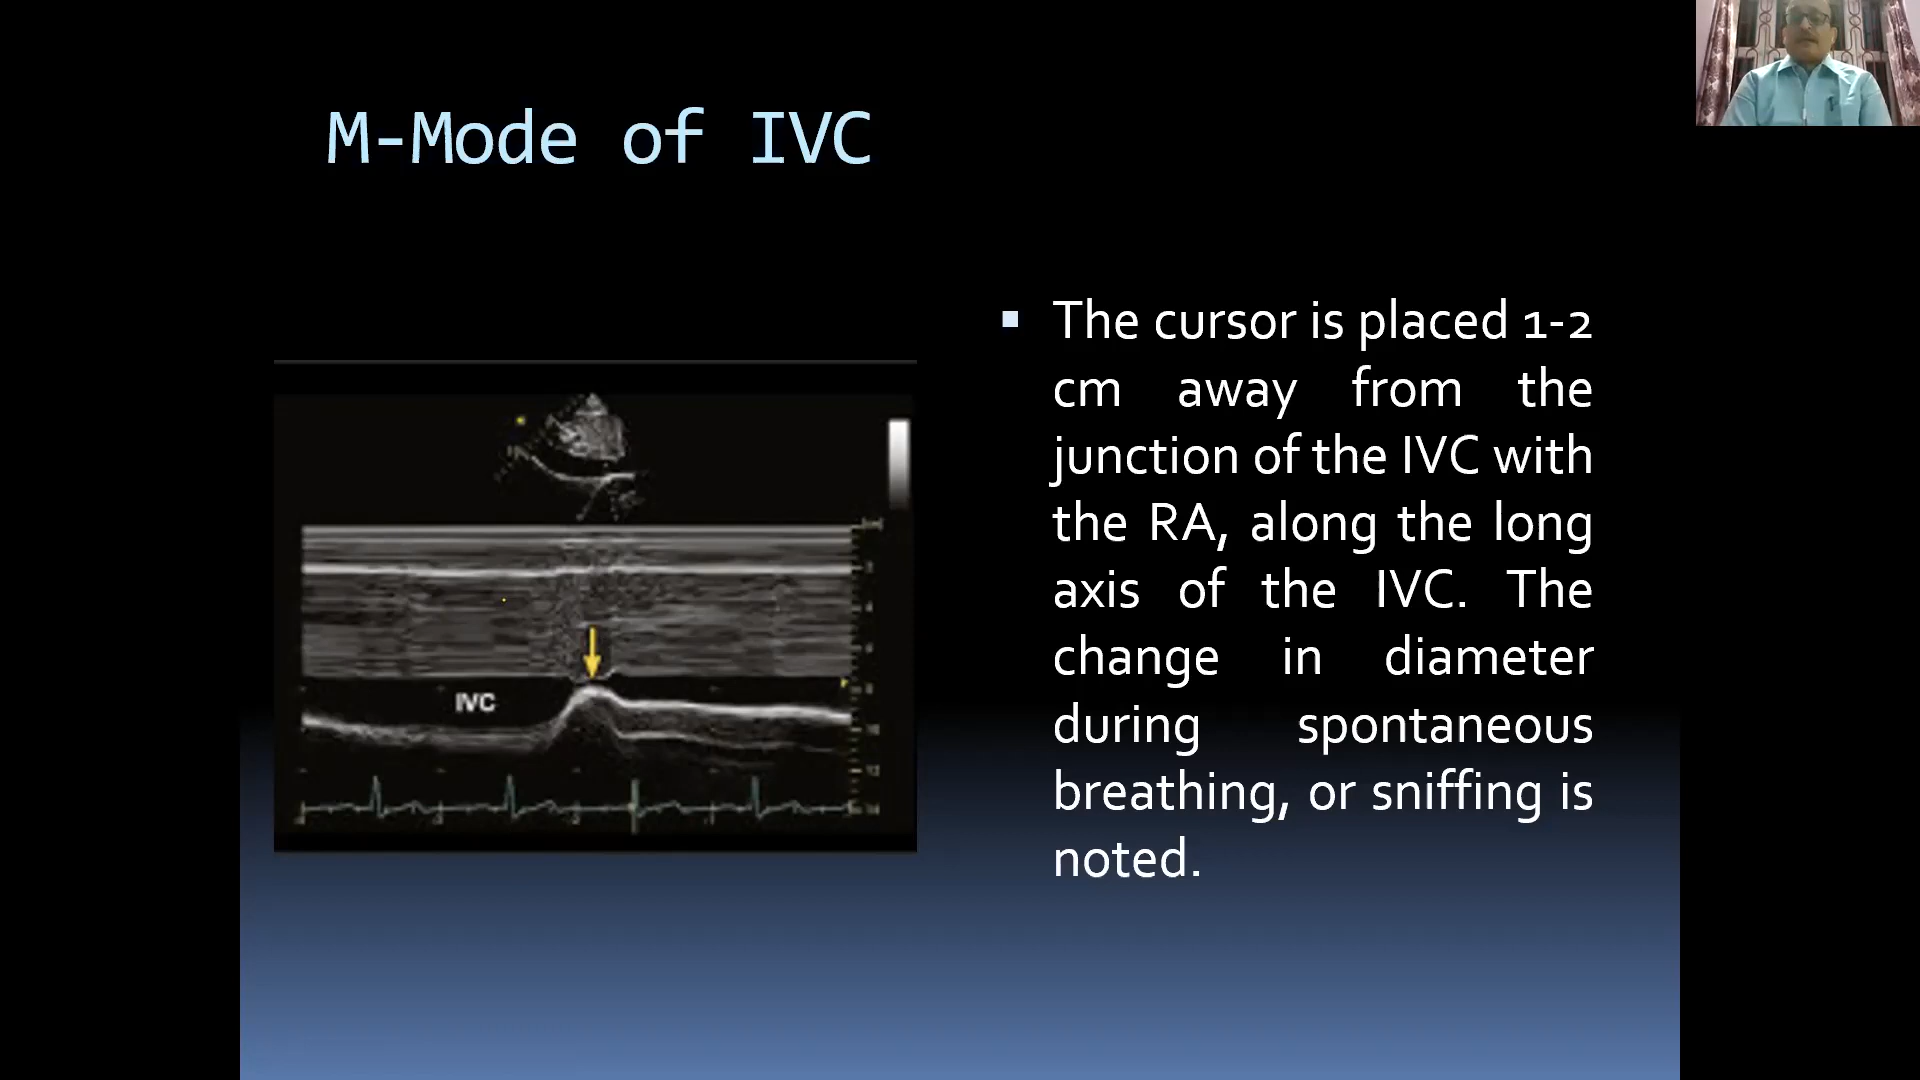 M-Mode of IVC
The cursor is placed 1-2
cm away from the
junction of the IVC with
the RA, along the long
axis of the IVC. The
change in diameter
during spontaneous
breathing, or sniffing is
noted.
IVC